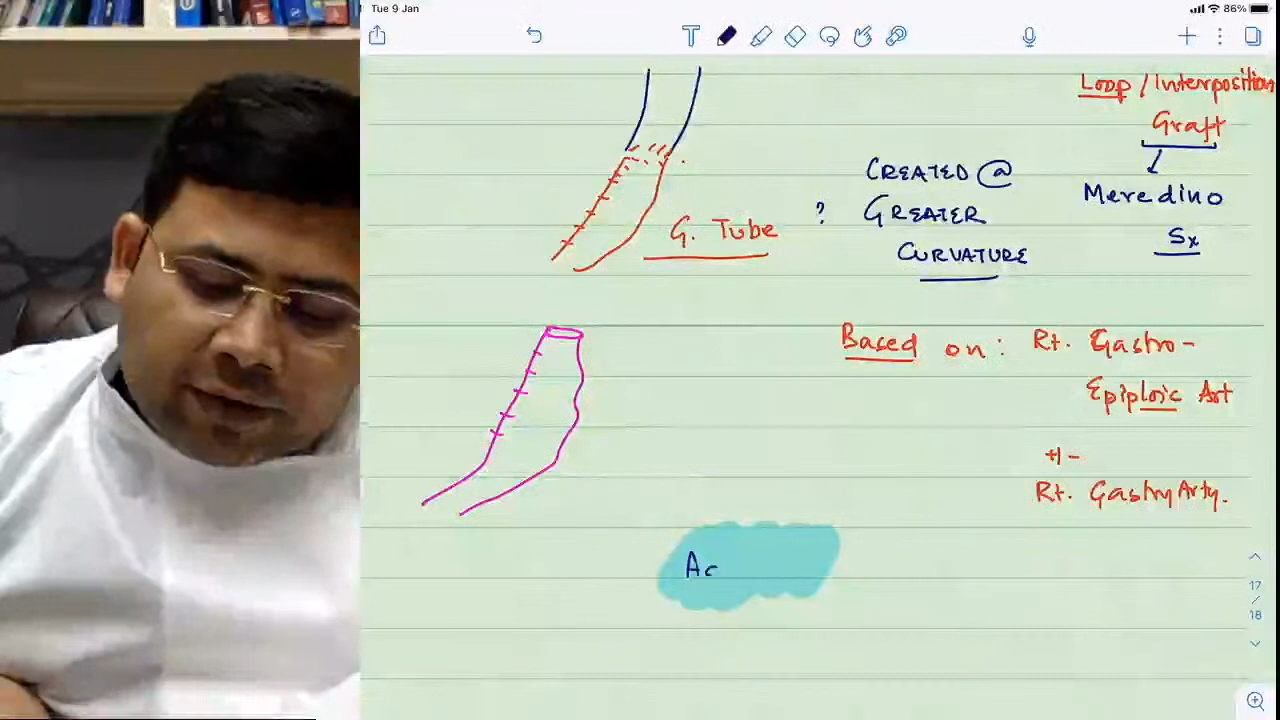 Tue 9 Jan
86%
T
Loop / Interposition
Graft
Meredino
Sx
CREATED @
? GREATER
CURVATURE
G. Tube
Based on: Rt. Gastro-
Epiploic Art
+/-
Rt. Gastry Arty.
Ac
17
/
18